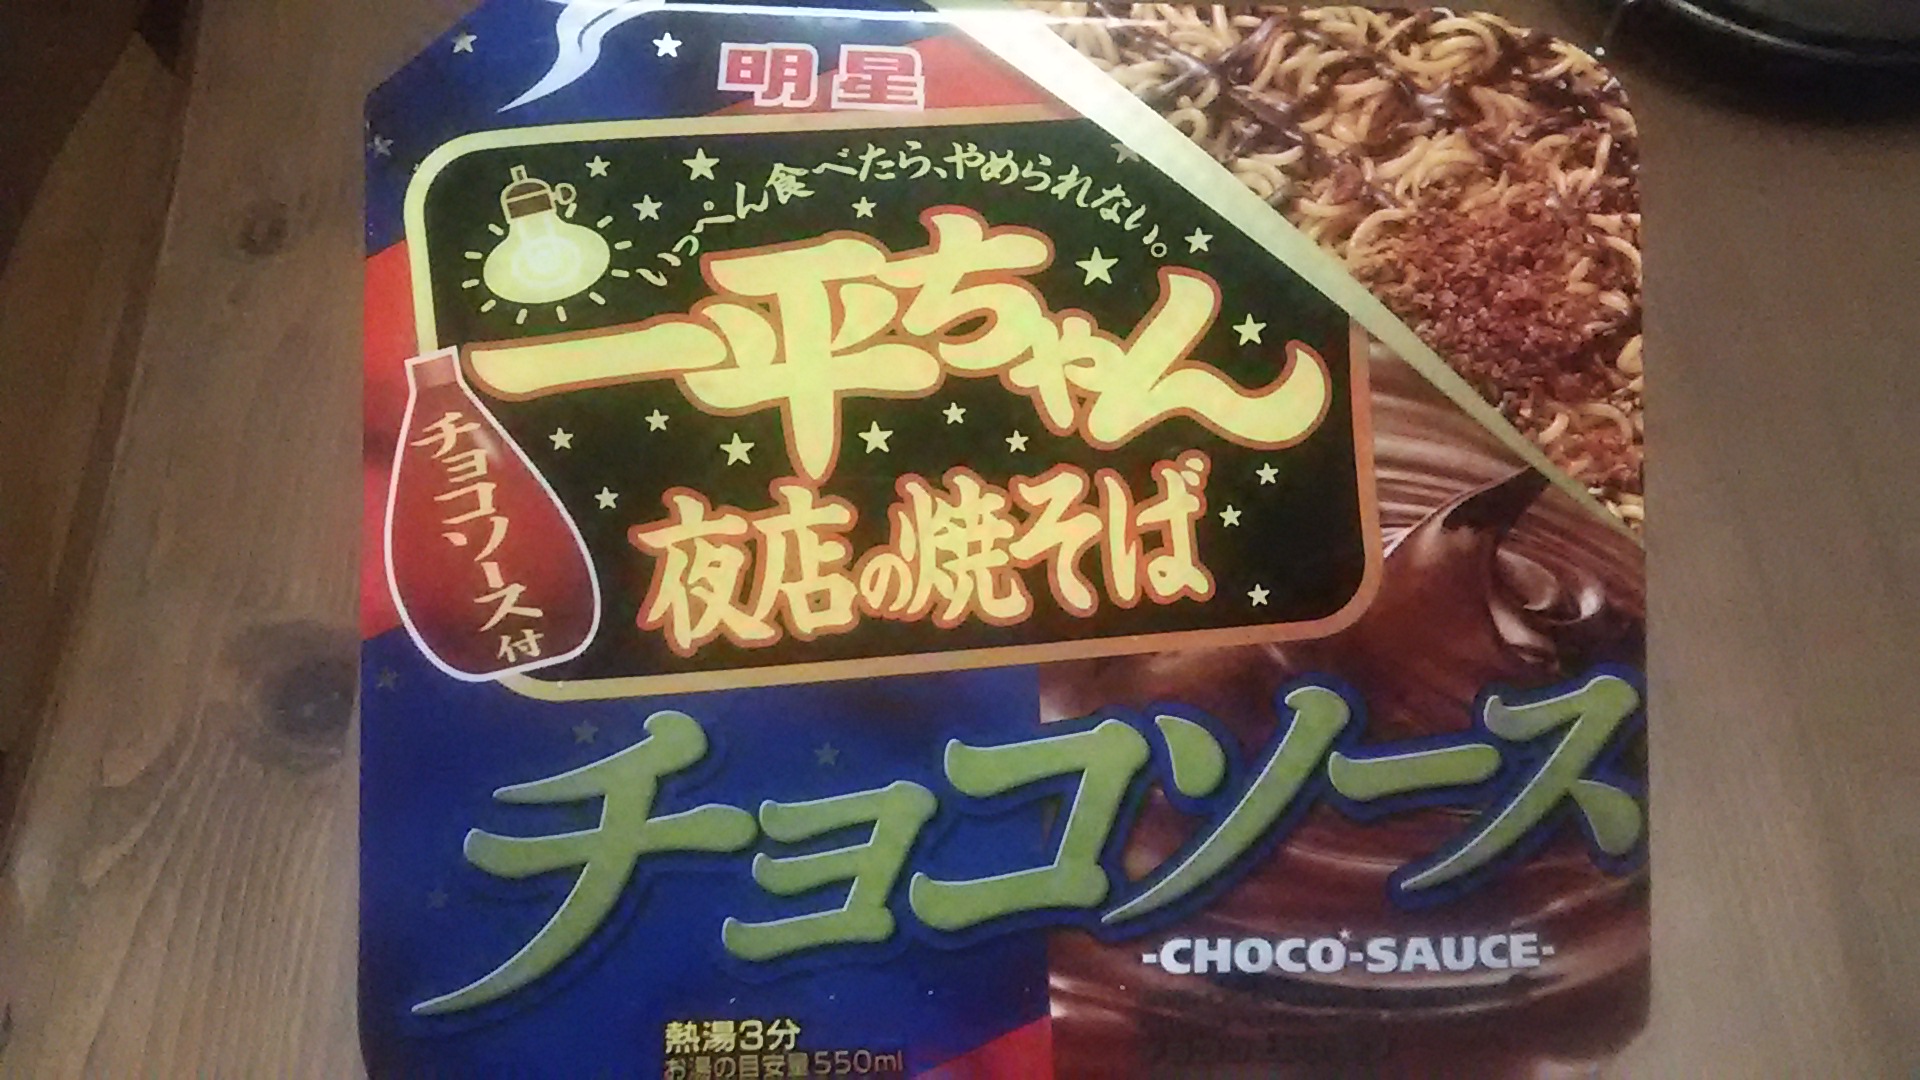 明星
いっぺん食べたら、やめられない。
一平ちゃん
夜店の焼そば
チョコソース付
チョコソース
-CHOCO-SAUCE-
熱湯3分
お湯の目安量550ml